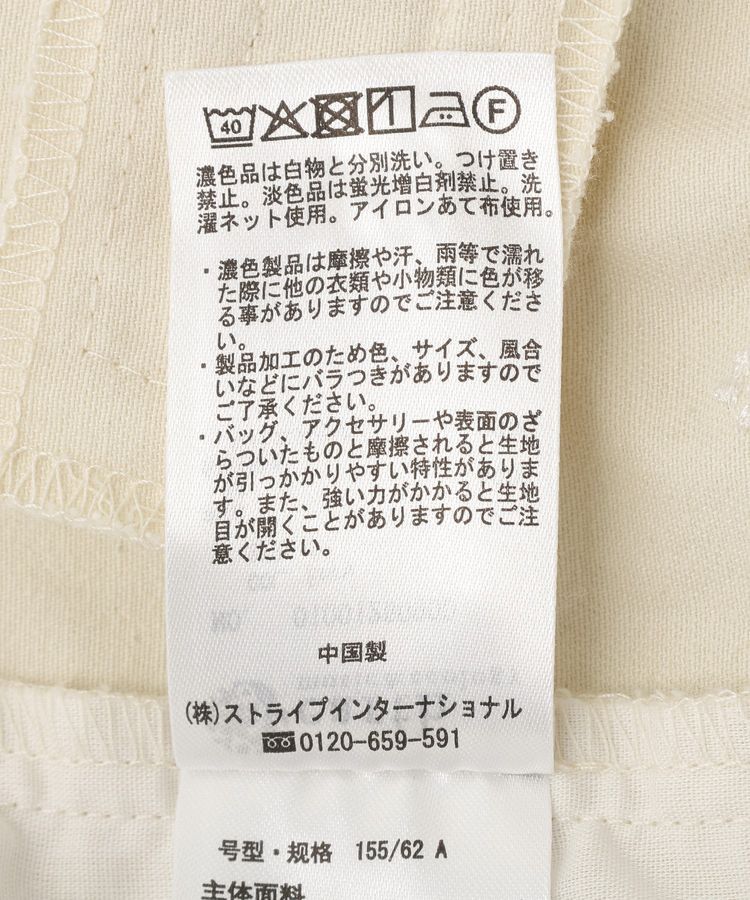 40 F
濃色品は白物と分別洗い。つけ置き
禁止。淡色品は蛍光増白剤禁止。洗
濯ネット使用。アイロンあて布使用。
・濃色製品は摩擦や汗、雨等で濡れ
た際に他の衣類や小物類に色が移
る事がありますのでご注意くださ
い。
・製品加工のため色、サイズ、風合
いなどにバラつきがありますので
ご了承ください。
・バッグ、アクセサリーや表面のざ
らついたものと摩擦されると生地
が引っかかりやすい特性がありま
す。また、強い力がかかると生地
目が開くことがありますのでご注
意ください。
中国製
(株)ストライプインターナショナル
0120-659-591
号型・规格 155/62 A
主体面料